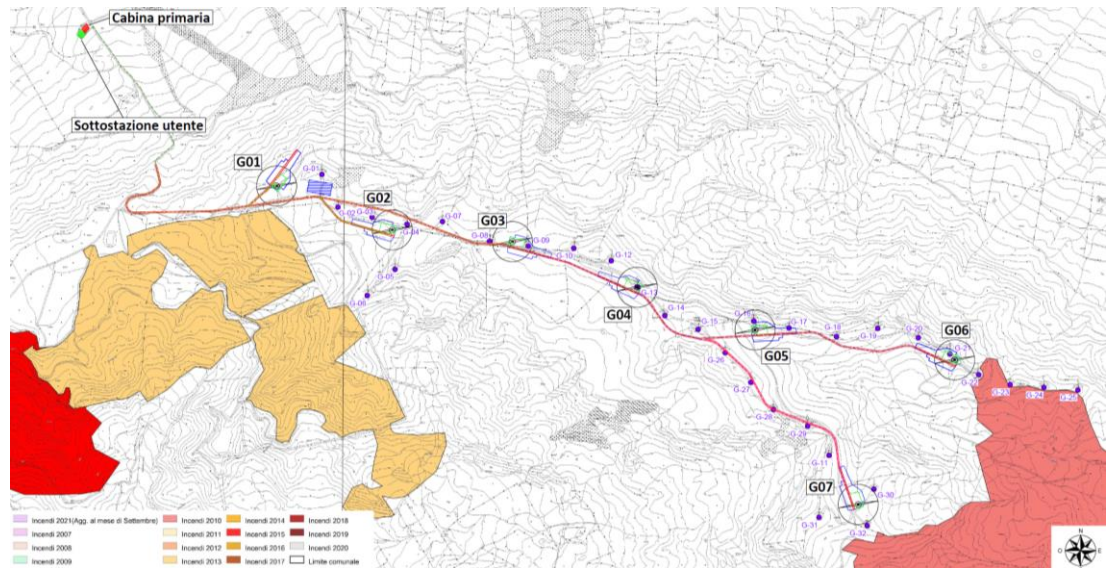 Cabina primaria
Sottostazione utente
G01
G-01
G02
G-02
G-03
G-04
G-07
G03
G-08
G-09
G-10
G-12
G-05
G-06
G-13
G04
G-14
G-15
G-16
G-17
G05
G-18
G-19
G-20
G06
G-21
G-22
G-23
G-24
G-25
G-26
G-27
G-28
G-29
G-11
G07
G-30
G-31
G-32
Incendi 2021(Agg. al mese di Settembre)
Incendi 2007
Incendi 2008
Incendi 2009
Incendi 2010
Incendi 2011
Incendi 2012
Incendi 2013
Incendi 2014
Incendi 2015
Incendi 2016
Incendi 2017
Incendi 2018
Incendi 2019
Incendi 2020
Limite comunale
N
O
E
S